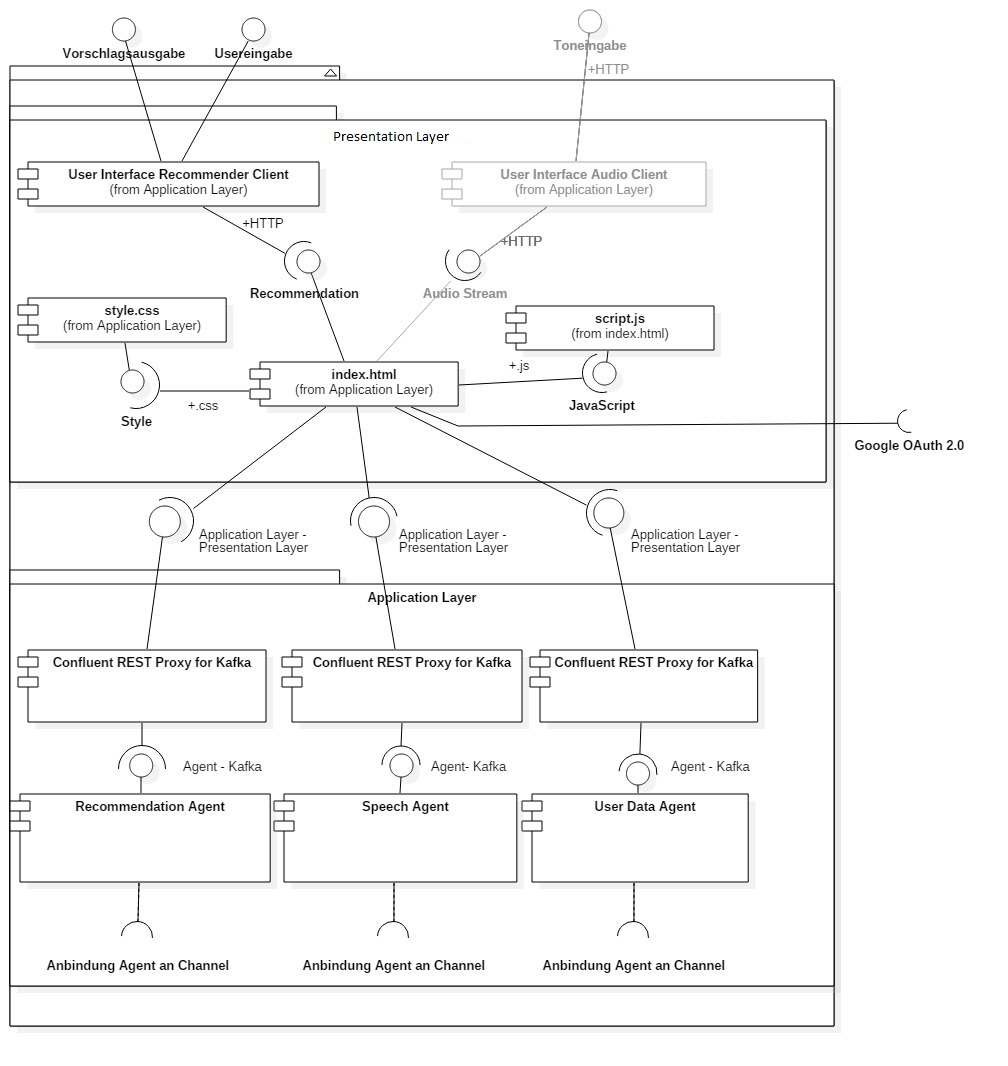 Vorschlagsausgabe
Usereingabe
Toneingabe
+HTTP
Presentation Layer
User Interface Recommender Client
(from Application Layer)
User Interface Audio Client
(from Application Layer)
+HTTP
+HTTP
Recommendation
Audio Stream
style.css
(from Application Layer)
script.js
(from index.html)
index.html
(from Application Layer)
+.js
+.css
Style
JavaScript
Google OAuth 2.0
Application Layer -
Presentation Layer
Application Layer -
Presentation Layer
Application Layer -
Presentation Layer
Application Layer
Confluent REST Proxy for Kafka
Confluent REST Proxy for Kafka
Confluent REST Proxy for Kafka
Agent - Kafka
Agent- Kafka
Agent - Kafka
Recommendation Agent
Speech Agent
User Data Agent
Anbindung Agent an Channel
Anbindung Agent an Channel
Anbindung Agent an Channel